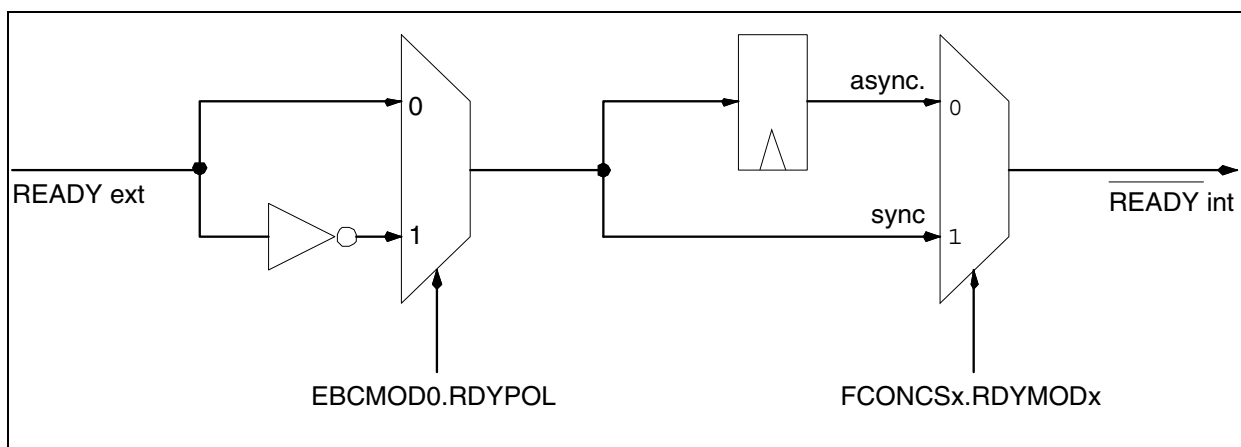 async.
0
0
READY ext
READY int
sync
1
1
EBCMOD0.RDYPOL
FCONCSx.RDYMODx